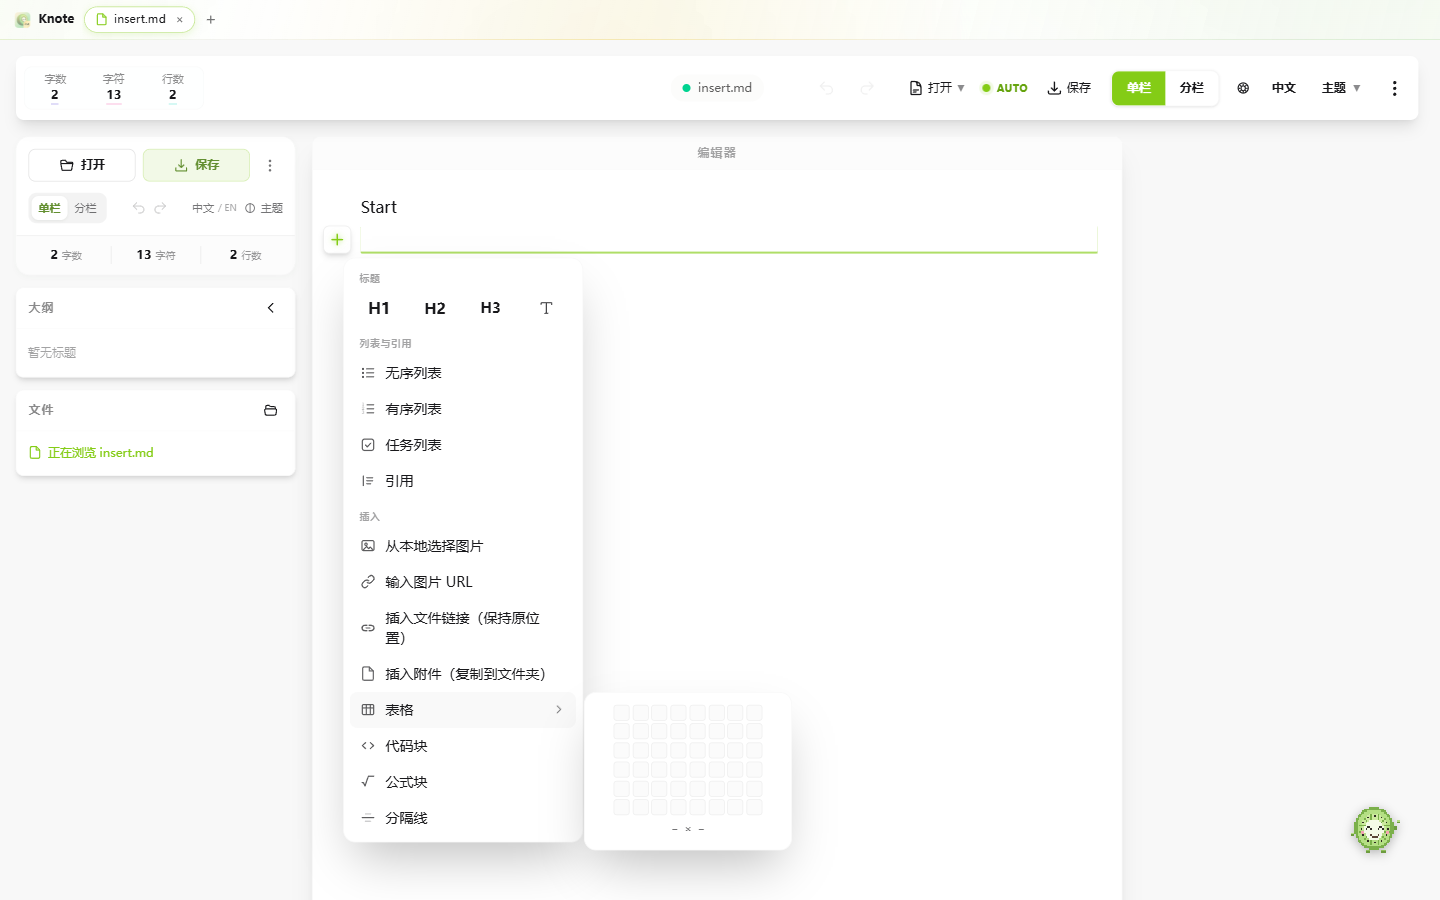 Knote
insert.md ×
+
字数 字符 行数
2 13 2
insert.md
打开 ▼
AUTO
保存
单栏 分栏
中文
主题 ▼
打开 保存
单栏 分栏
中文 / EN 主题
2 字数 13 字符 2 行数
大纲
暂无标题
文件
正在浏览 insert.md
编辑器
Start
标题
H1 H2 H3 T
列表与引用
无序列表
有序列表
任务列表
引用
插入
从本地选择图片
输入图片 URL
插入文件链接（保持原位
置）
插入附件（复制到文件夹）
表格
– × –
代码块
公式块
分隔线